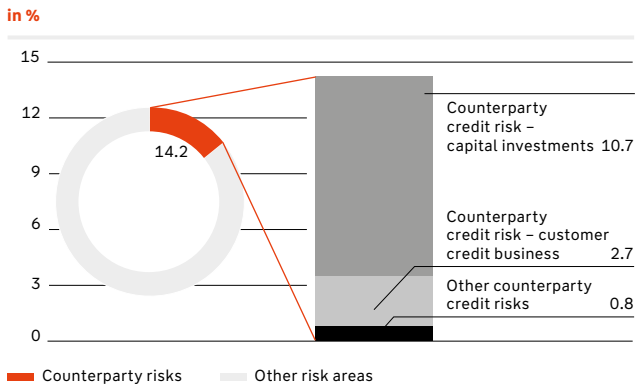 in %
15
12
9
6
3
0
14.2
Counterparty
credit risk –
capital investments 10.7
Counterparty
credit risk – customer
credit business 2.7
Other counterparty
credit risks 0.8
Counterparty risks
Other risk areas